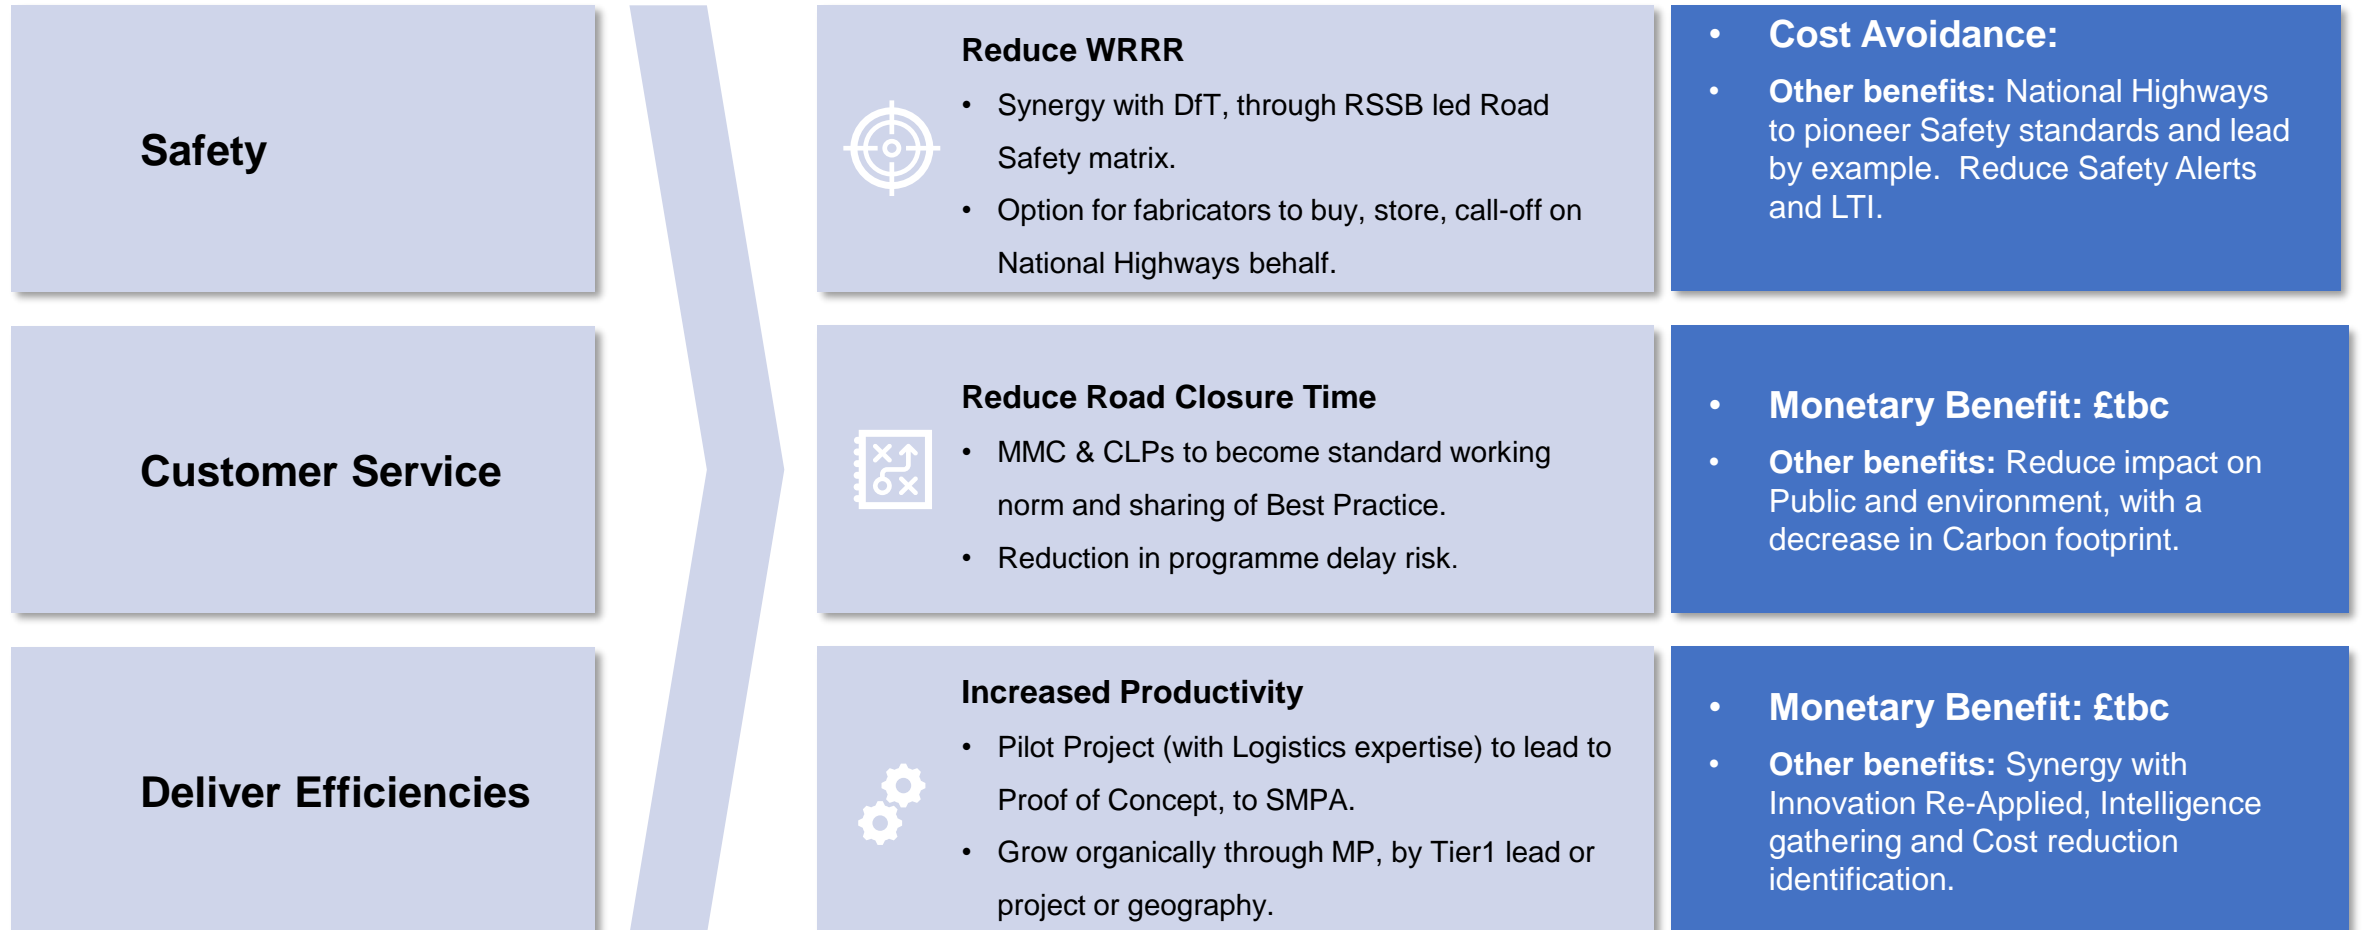 Safety
Reduce WRRR
• Synergy with DfT, through RSSB led Road
Safety matrix.
• Option for fabricators to buy, store, call-off on
National Highways behalf.
• Cost Avoidance:
• Other benefits: National Highways
to pioneer Safety standards and lead
by example.  Reduce Safety Alerts
and LTI.
Customer Service
Reduce Road Closure Time
• MMC & CLPs to become standard working
norm and sharing of Best Practice.
• Reduction in programme delay risk.
• Monetary Benefit: £tbc
• Other benefits: Reduce impact on
Public and environment, with a
decrease in Carbon footprint.
Deliver Efficiencies
Increased Productivity
• Pilot Project (with Logistics expertise) to lead to
Proof of Concept, to SMPA.
• Grow organically through MP, by Tier1 lead or
project or geography.
• Monetary Benefit: £tbc
• Other benefits: Synergy with
Innovation Re-Applied, Intelligence
gathering and Cost reduction
identification.